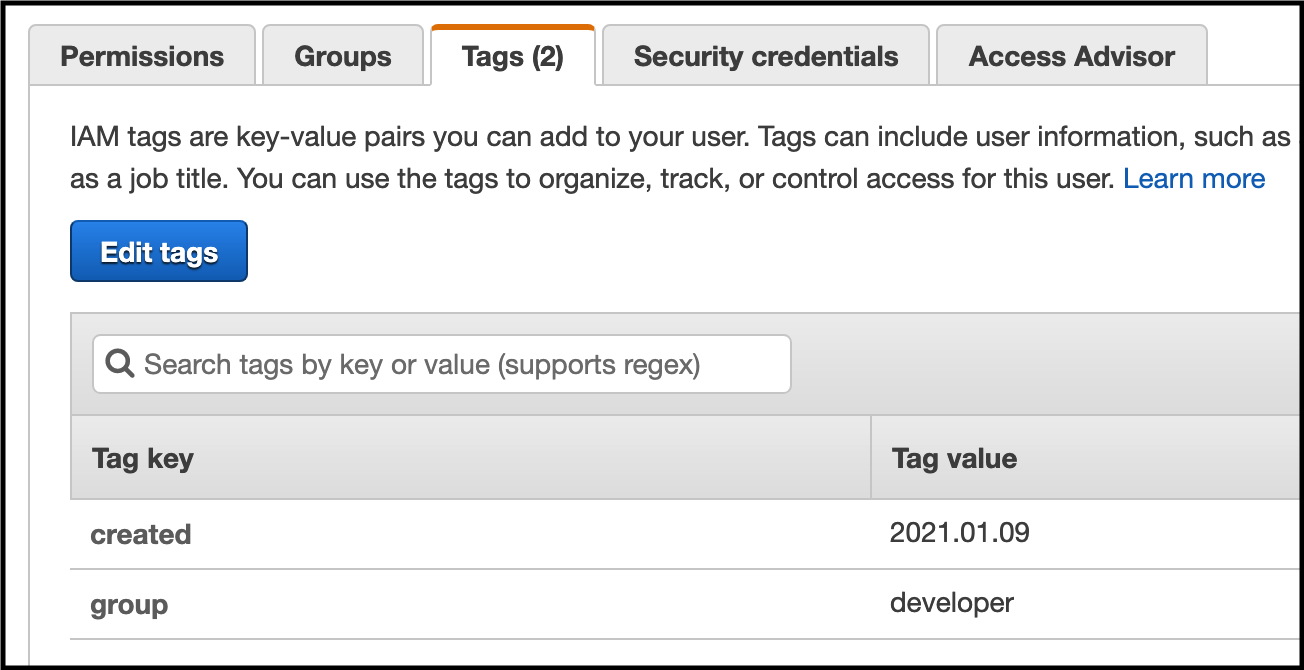 Permissions Groups Tags (2) Security credentials Access Advisor
IAM tags are key-value pairs you can add to your user. Tags can include user information, such as
as a job title. You can use the tags to organize, track, or control access for this user. Learn more
Edit tags
Search tags by key or value (supports regex)
Tag key Tag value
created 2021.01.09
group developer